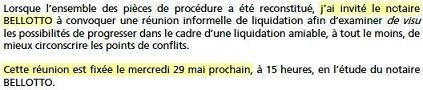 Lorsque l'ensemble des pièces de procédure a été reconstitué, j'ai invité le notaire
BELLOTTO à convoquer une réunion informelle de liquidation afin d'examiner de visu
les possibilités de progresser dans le cadre d'une liquidation amiable, à tout le moins, de
mieux circonscrire les points de conflits.
Cette réunion est fixée le mercredi 29 mai prochain, à 15 heures, en l'étude du notaire
BELLOTTO.